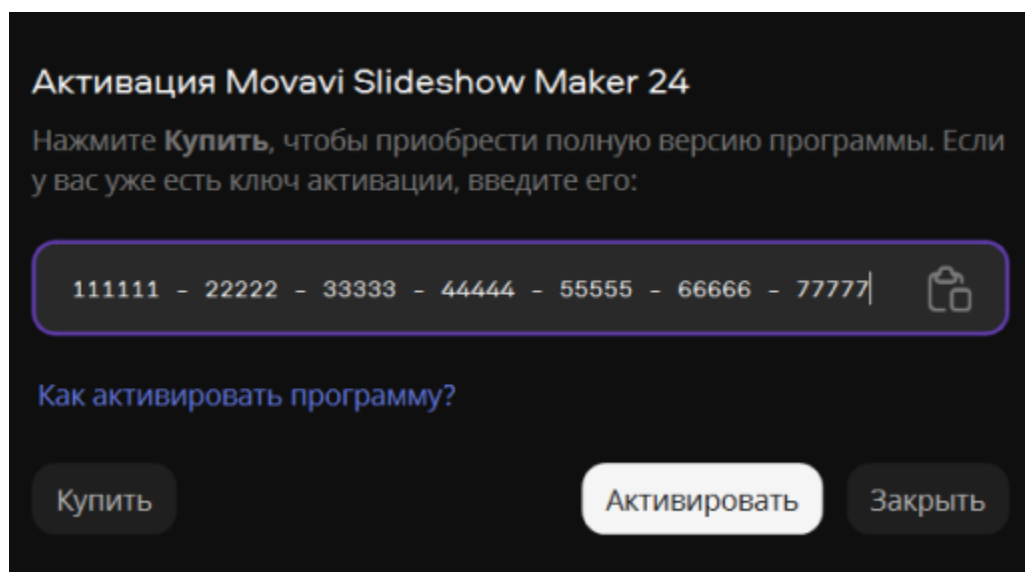 Активация Movavi Slideshow Maker 24
Нажмите Купить, чтобы приобрести полную версию программы. Если
у вас уже есть ключ активации, введите его:
111111 - 22222 - 33333 - 44444 - 55555 - 66666 - 77777
Как активировать программу?
Купить Активировать Закрыть